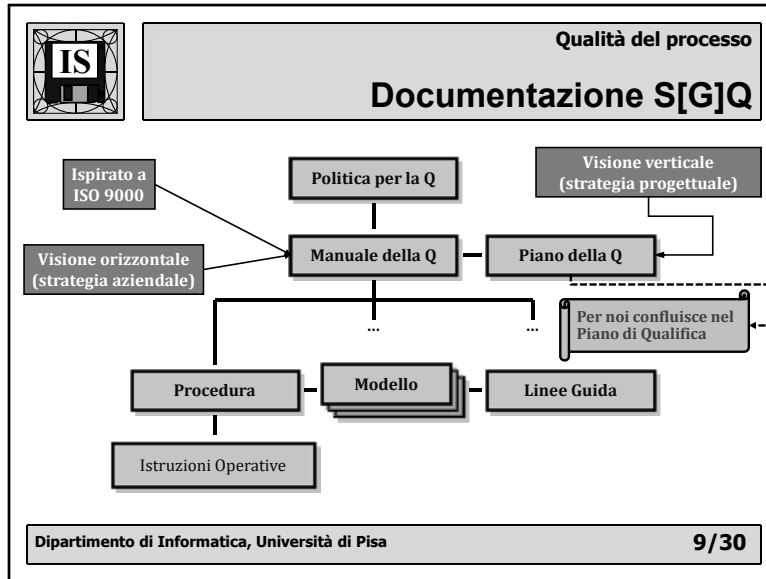 IS
Qualità del processo
Documentazione S[G]Q
Ispirato a
ISO 9000
Politica per la Q
Visione verticale
(strategia progettuale)
Visione orizzontale
(strategia aziendale)
Manuale della Q
Piano della Q
...
...
Per noi confluisce nel
Piano di Qualifica
Procedura
Modello
Linee Guida
Istruzioni Operative
Dipartimento di Informatica, Università di Pisa
9/30